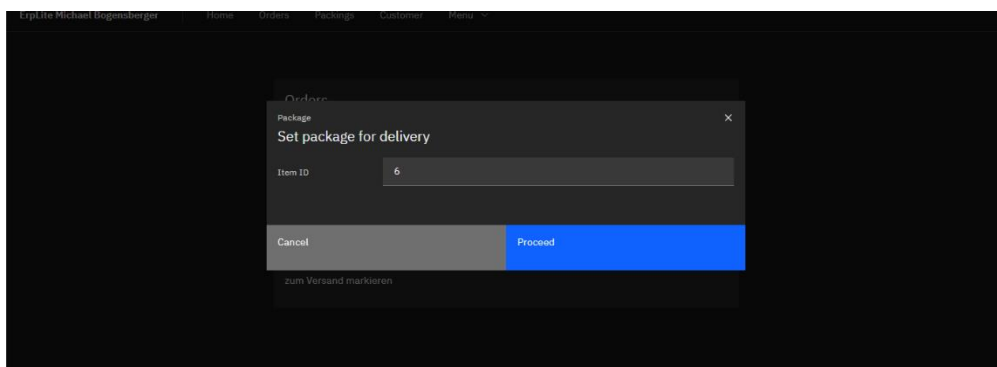 ErpLite Michael Bogensberger Home Orders Packings Customer Menu
Orders
Package
Set package for delivery
Item ID 6
Cancel Proceed
zum Versand markieren